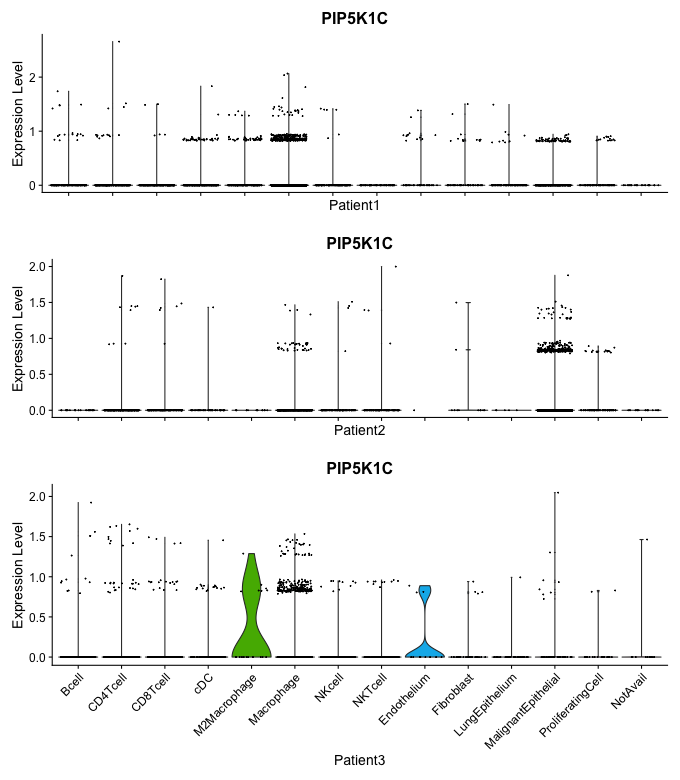 PIP5K1C
Expression Level
2
1
0
Patient1
PIP5K1C
Expression Level
2.0
1.5
1.0
0.5
0.0
Patient2
PIP5K1C
Expression Level
2.0
1.5
1.0
0.5
0.0
Bcell
CD4Tcell
CD8Tcell
cDC
M2Macrophage
Macrophage
NKcell
NKTcell
Endothelium
Fibroblast
LungEpithelium
MalignantEpithelial
ProliferatingCell
NotAvail
Patient3